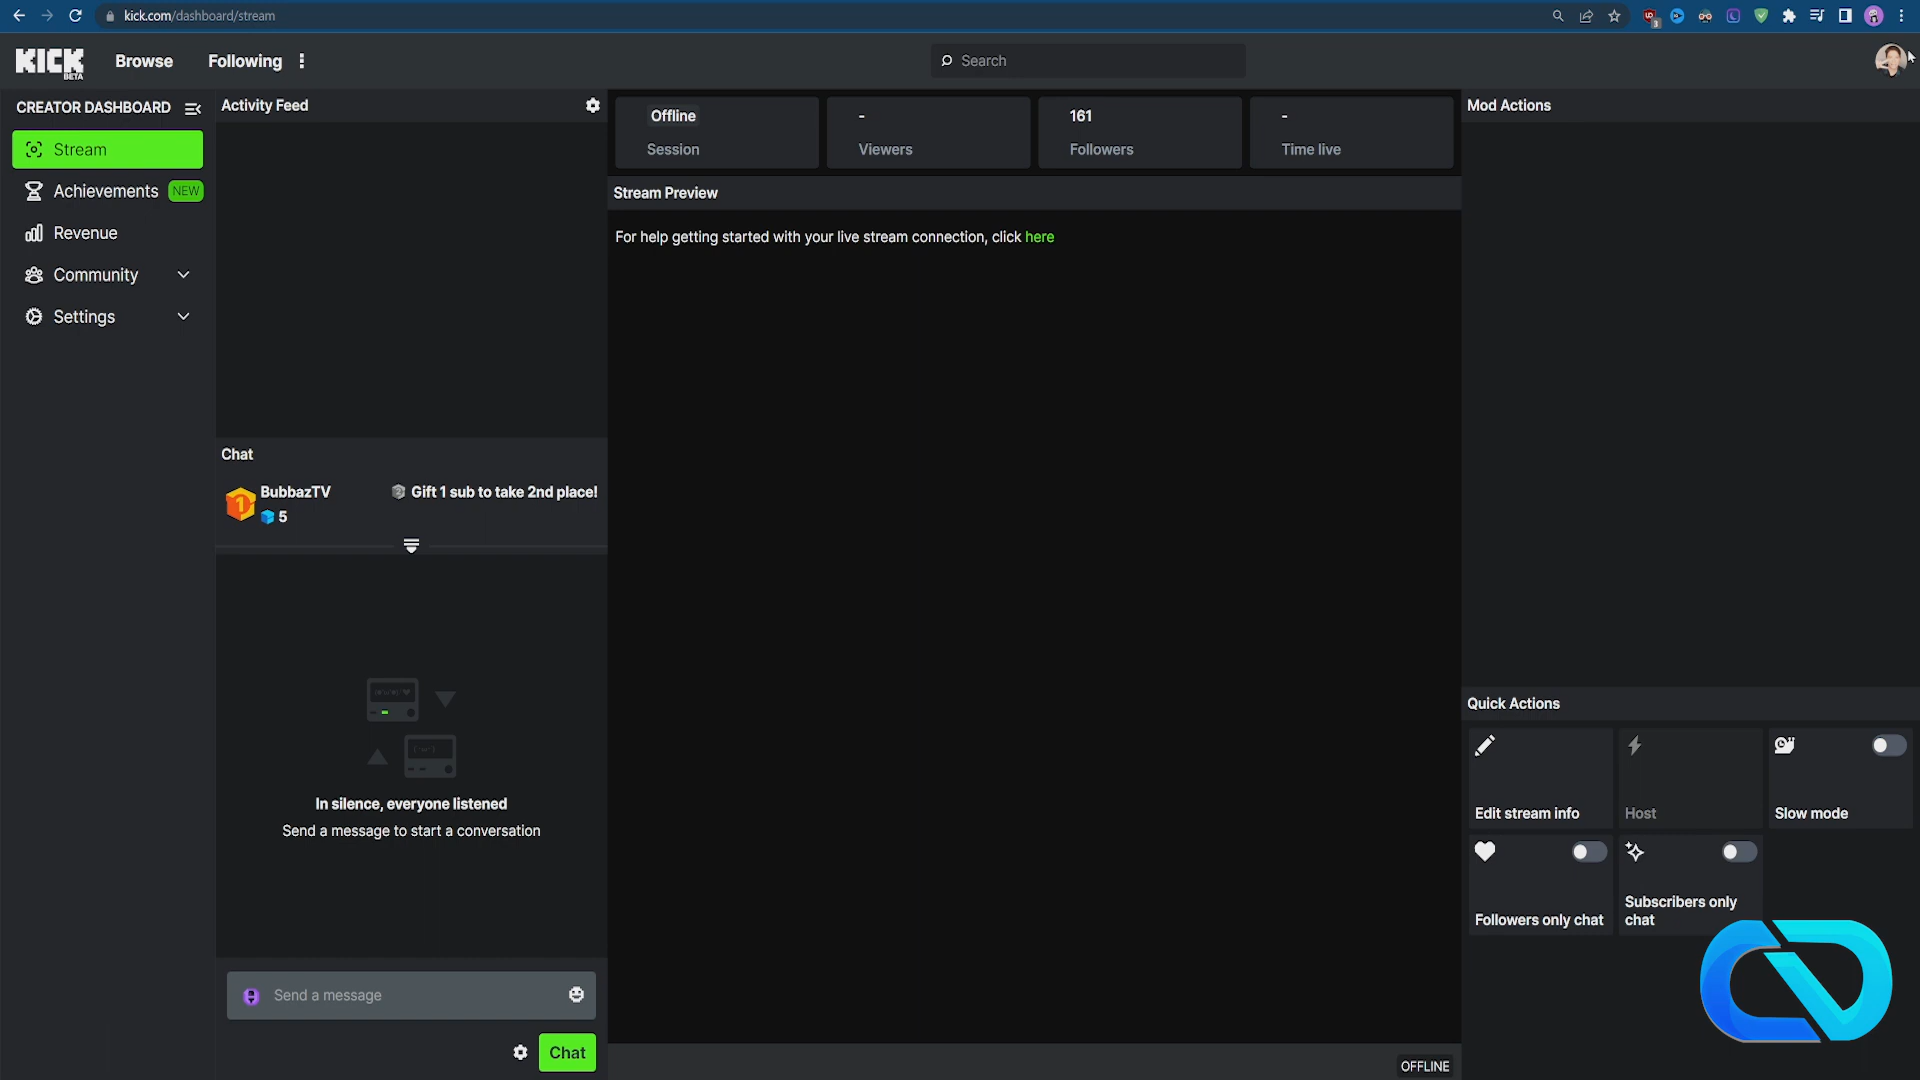 kick.com/dashboard/stream
KICK
BETA
Browse
Following
Search
CREATOR DASHBOARD
Stream
Achievements
NEW
Revenue
Community
Settings
Activity Feed
Chat
BubbazTV
5
Gift 1 sub to take 2nd place!
In silence, everyone listened
Send a message to start a conversation
Send a message
Chat
Offline
Session
-
Viewers
161
Followers
-
Time live
Stream Preview
For help getting started with your live stream connection, click here
OFFLINE
Mod Actions
Quick Actions
Edit stream info
Host
Slow mode
Followers only chat
Subscribers only
chat